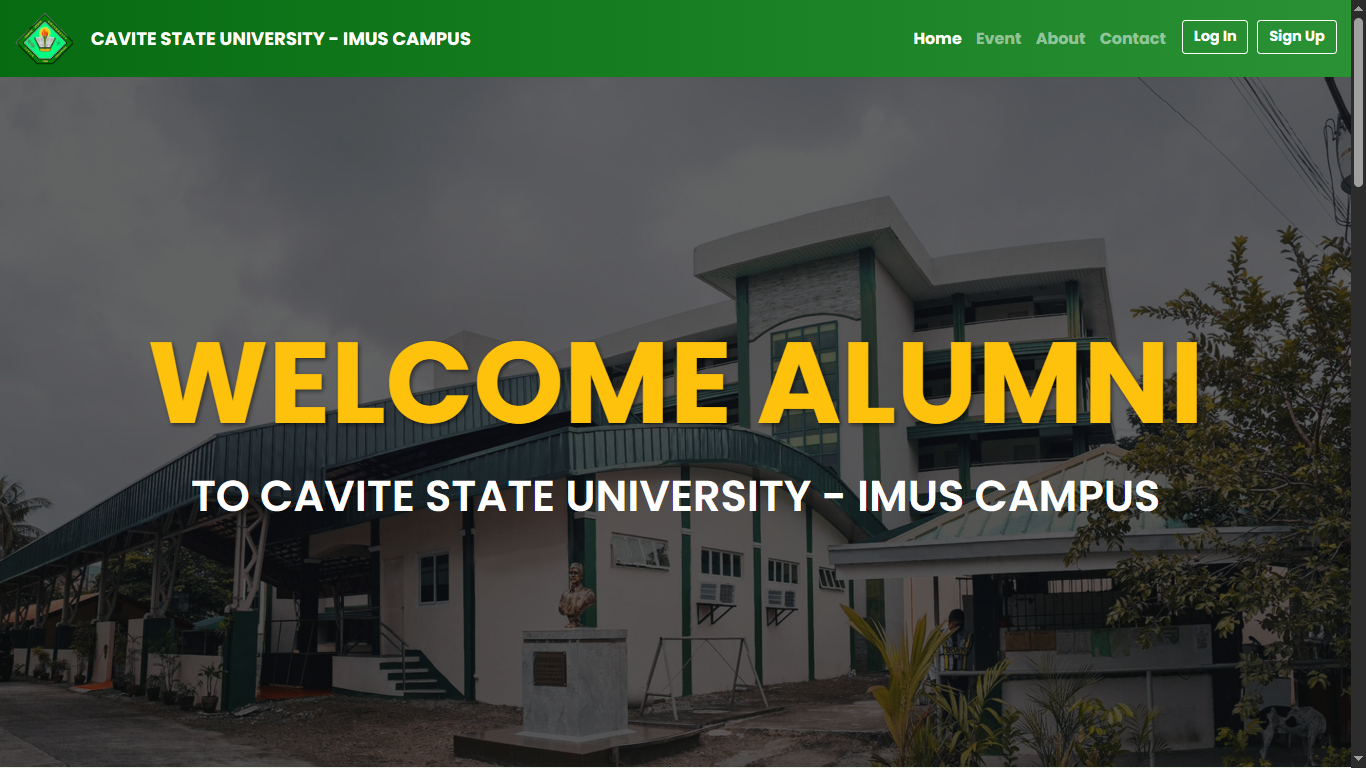 CAVITE STATE UNIVERSITY - IMUS CAMPUS
Home Event About Contact Log In Sign Up
WELCOME ALUMNI
TO CAVITE STATE UNIVERSITY - IMUS CAMPUS